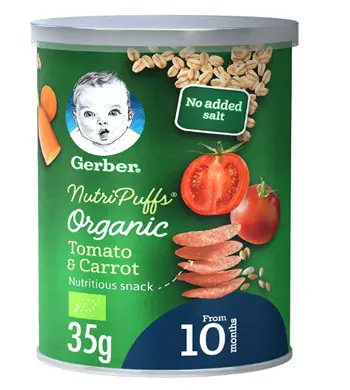 No added
salt
Gerber®
NutriPuffs®
Organic
Tomato
& Carrot
Nutritious snack
35g
From
10 months